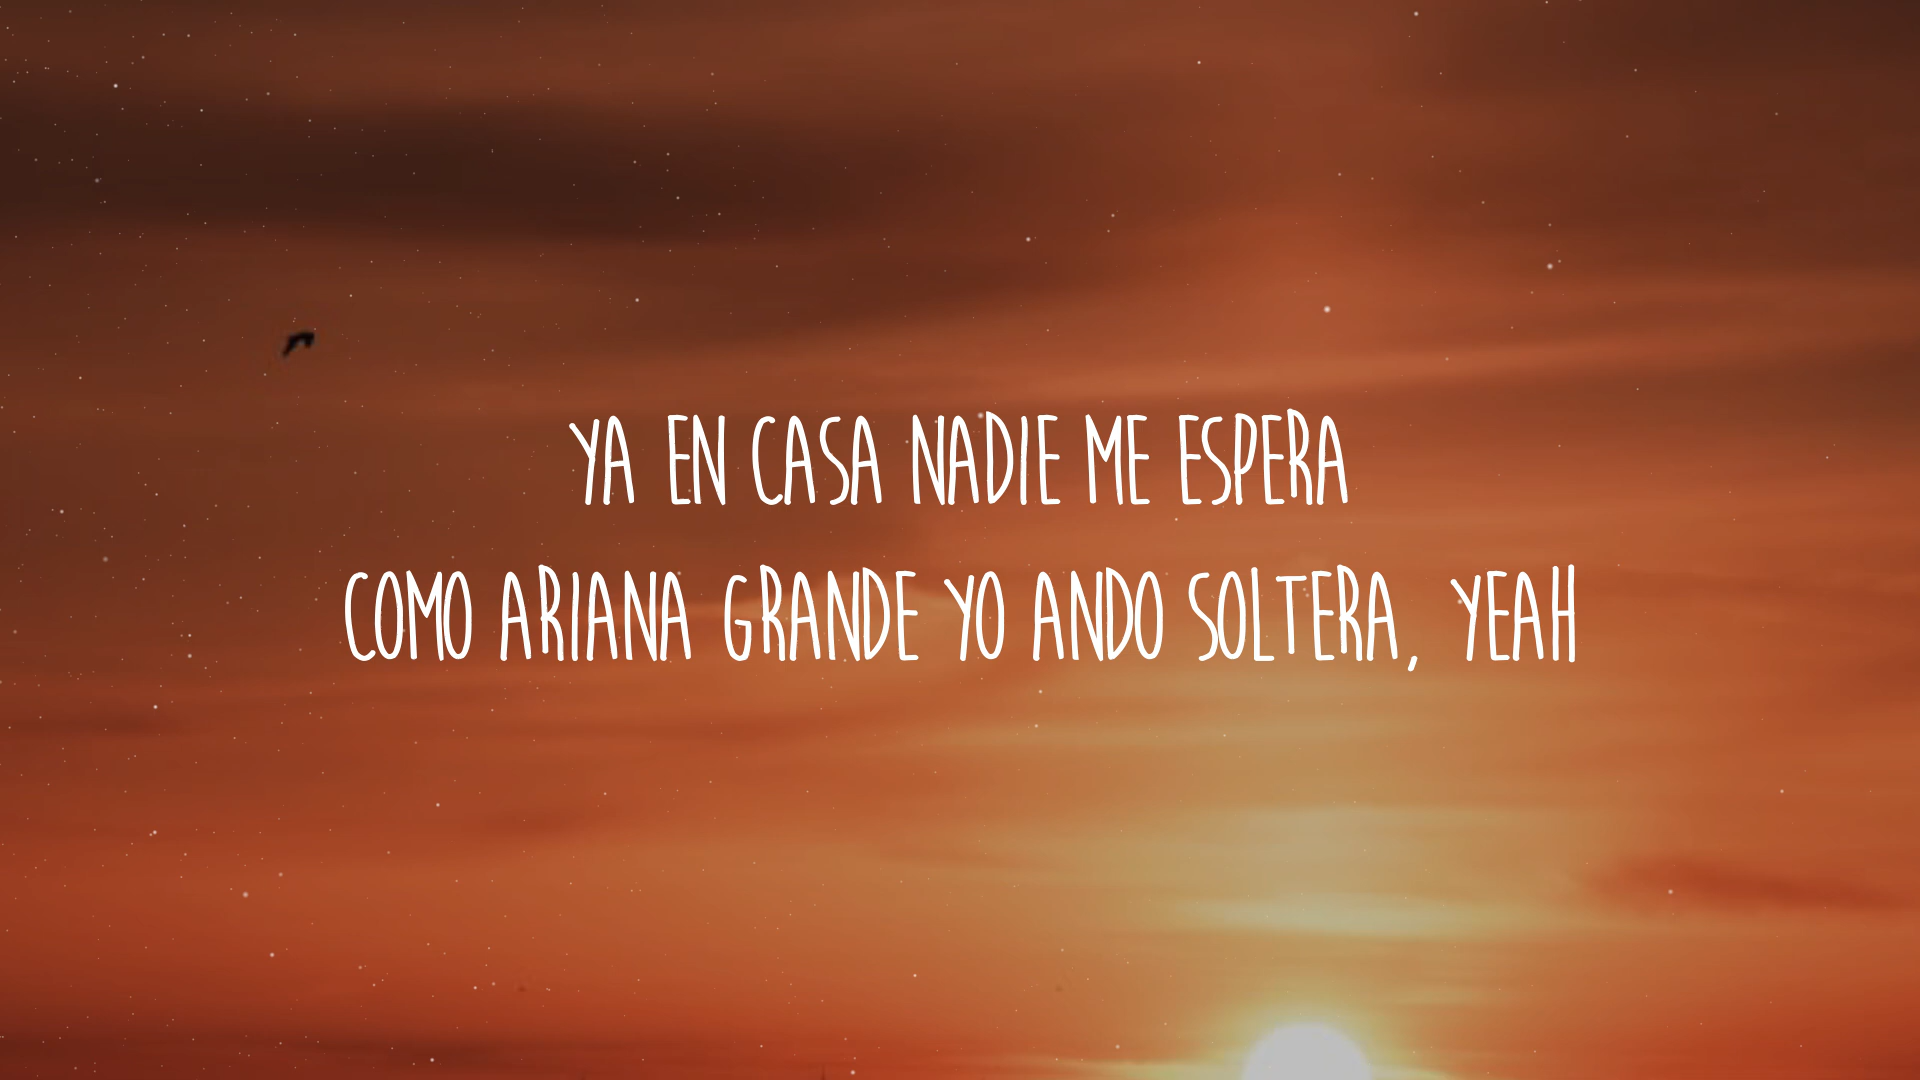 YA EN CASA NADIE ME ESPERA
COMO ARIANA GRANDE YO ANDO SOLTERA, YEAH